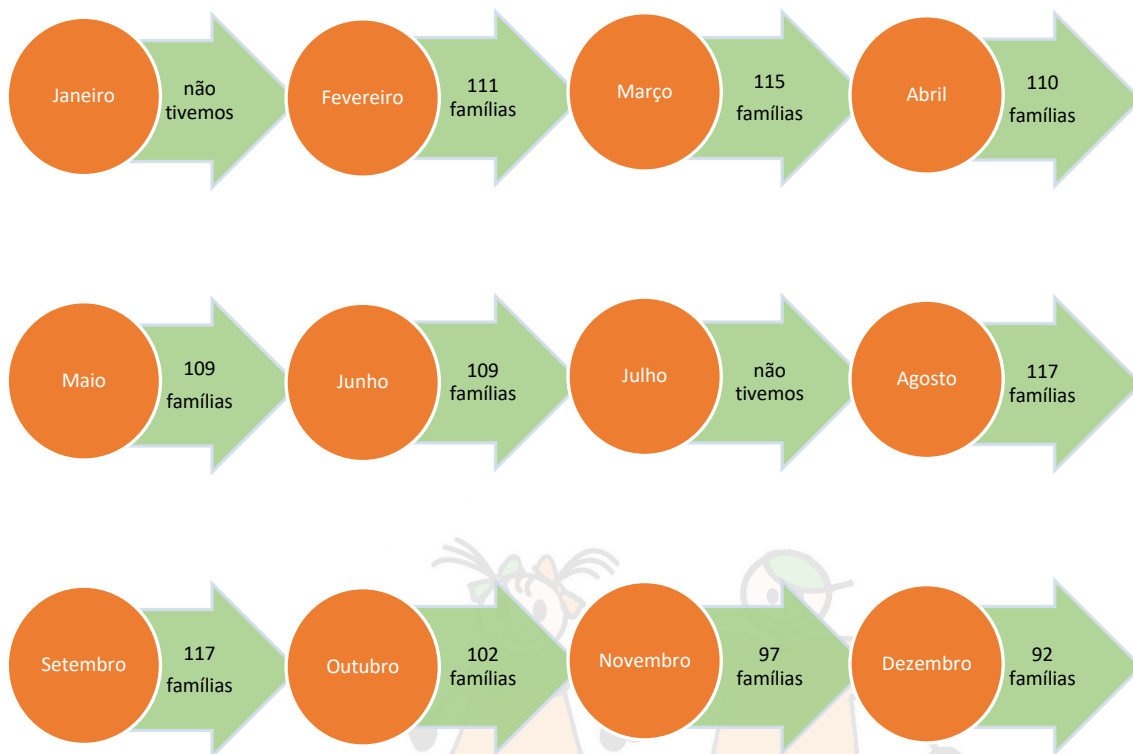 Janeiro
não
tivemos
Fevereiro
111
famílias
Março
115
famílias
Abril
110
famílias
Maio
109
famílias
Junho
109
famílias
Julho
não
tivemos
Agosto
117
famílias
Setembro
117
famílias
Outubro
102
famílias
Novembro
97
famílias
Dezembro
92
famílias